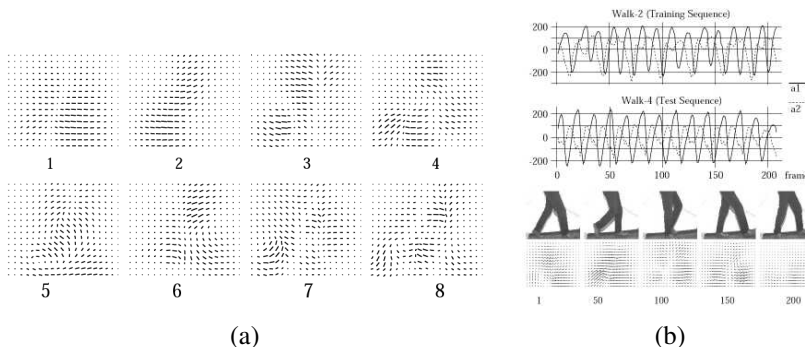 1 2 3 4
5 6 7 8
(a)
Walk-2 (Training Sequence)
200
0
-200
a1
a2
Walk-4 (Test Sequence)
200
0
-200
0 50 100 150 200 frame
1 50 100 150 200
(b)